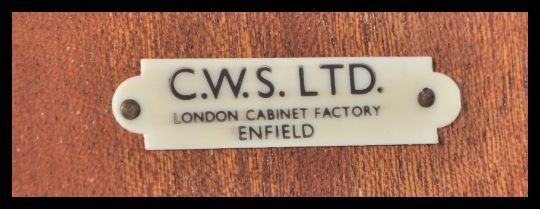 C.W.S. LTD.
LONDON CABINET FACTORY
ENFIELD